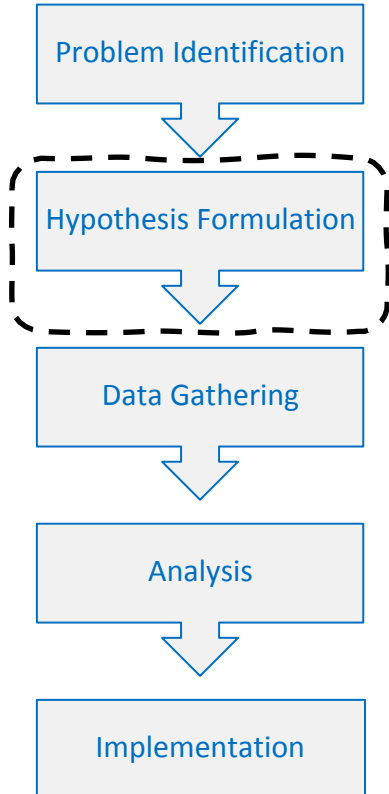 Problem Identification
Hypothesis Formulation
Data Gathering
Analysis
Implementation